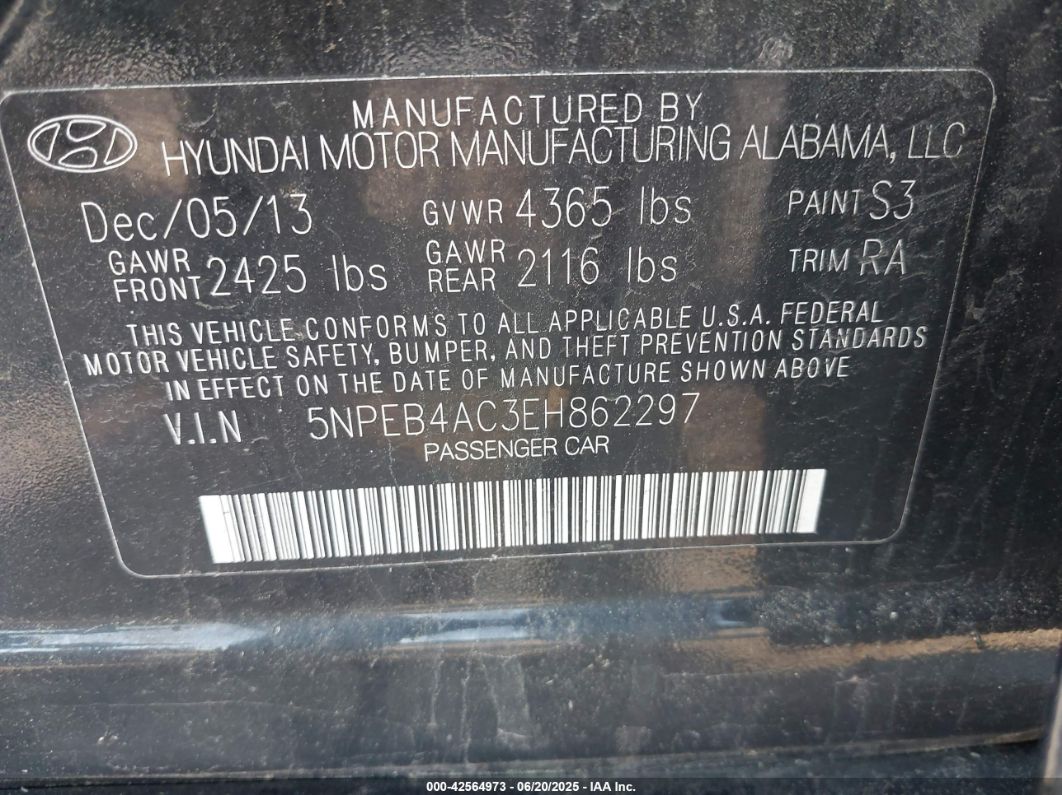 MANUFACTURED BY
HYUNDAI MOTOR MANUFACTURING ALABAMA, LLC
Dec/05/13 GVWR 4365 lbs PAINT S3
GAWR FRONT 2425 lbs GAWR REAR 2116 lbs TRIM RA
THIS VEHICLE CONFORMS TO ALL APPLICABLE U.S.A. FEDERAL
MOTOR VEHICLE SAFETY, BUMPER, AND THEFT PREVENTION STANDARDS
IN EFFECT ON THE DATE OF MANUFACTURE SHOWN ABOVE
V.I.N 5NPEB4AC3EH862297
PASSENGER CAR
000-42564973 - 06/20/2025 - IAA Inc.